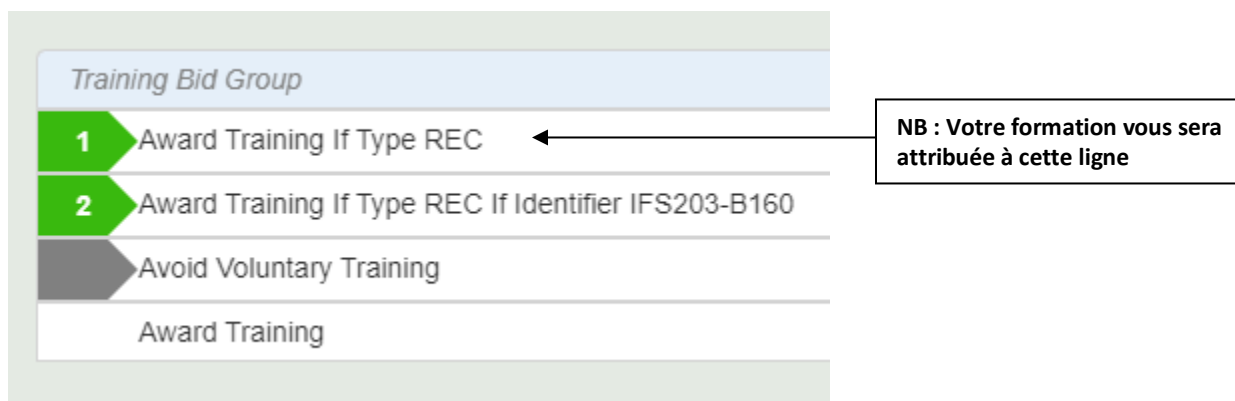 Training Bid Group
1 Award Training If Type REC
NB : Votre formation vous sera
attribuée à cette ligne
2 Award Training If Type REC If Identifier IFS203-B160
Avoid Voluntary Training
Award Training